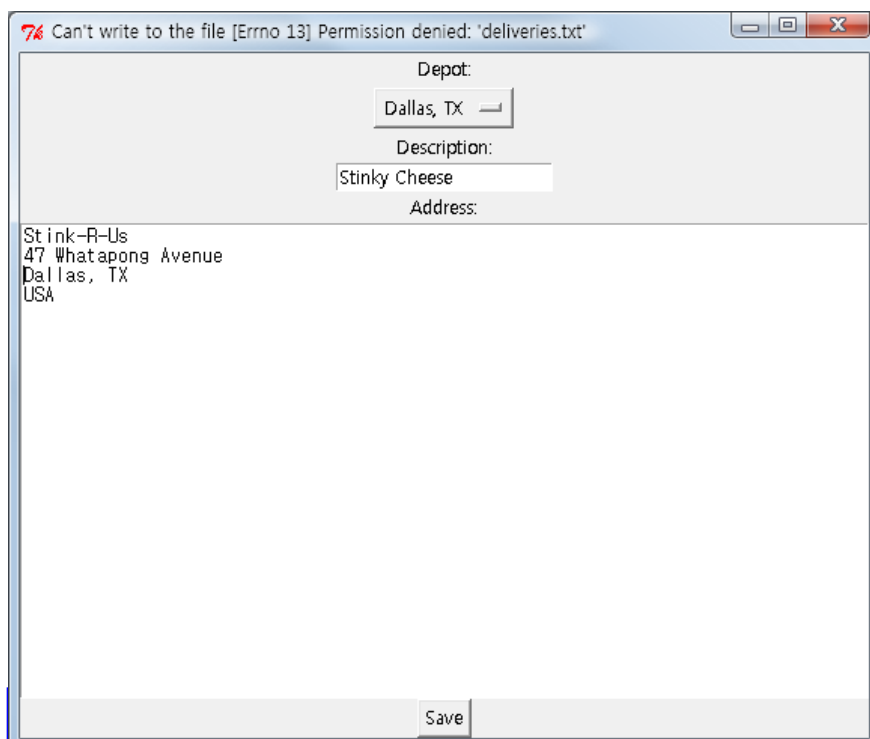 Can't write to the file [Errno 13] Permission denied: 'deliveries.txt'
Depot:
Dallas, TX
Description:
Stinky Cheese
Address:
Stink-R-Us
47 Whatapong Avenue
Dallas, TX
USA
Save